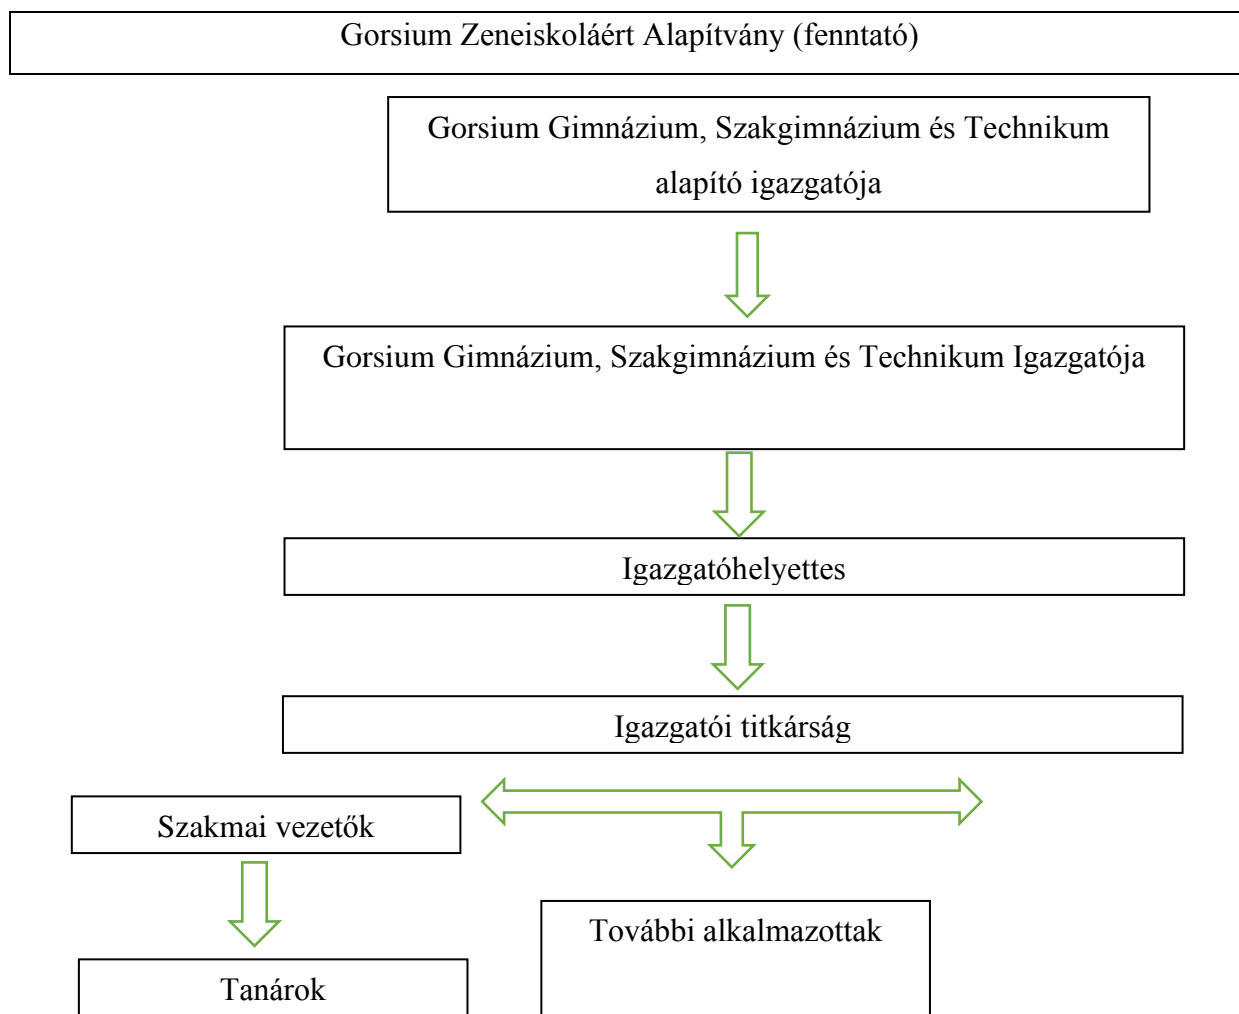 Gorsium Zeneiskoláért Alapítvány (fenntató)
Gorsium Gimnázium, Szakgimnázium és Technikum
alapító igazgatója
Gorsium Gimnázium, Szakgimnázium és Technikum Igazgatója
Igazgatóhelyettes
Igazgatói titkárság
Szakmai vezetők
További alkalmazottak
Tanárok